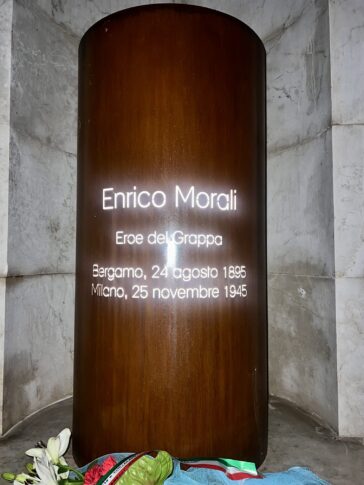 Enrico Morali
Eroe del Grappa
Bergamo, 24 agosto 1895
Milano, 25 novembre 1945